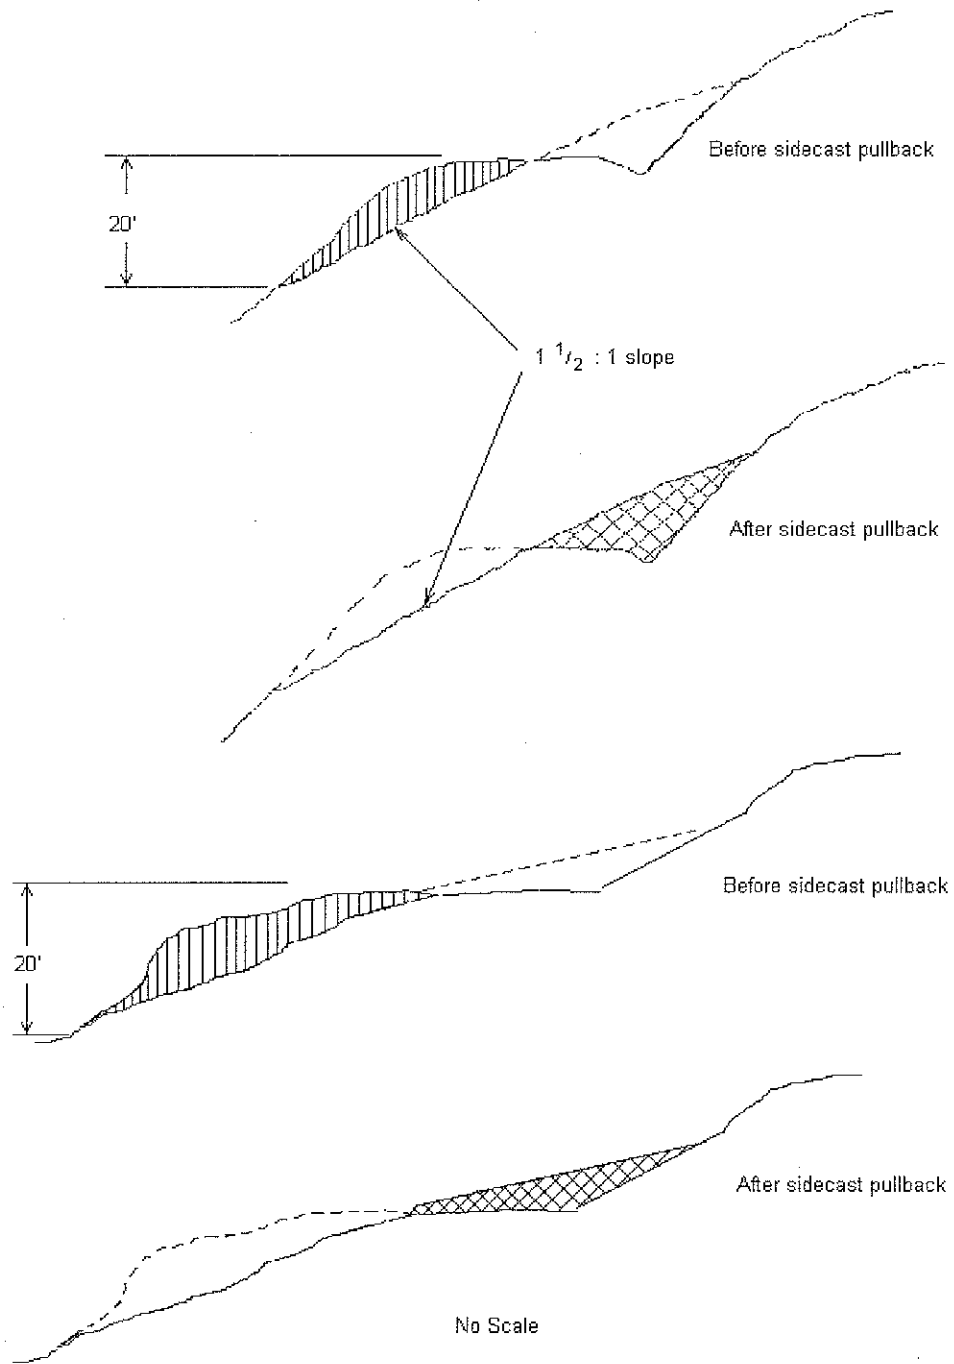 Before sidecast pullback
20'
1 1/2 : 1 slope
After sidecast pullback
Before sidecast pullback
20'
After sidecast pullback
No Scale